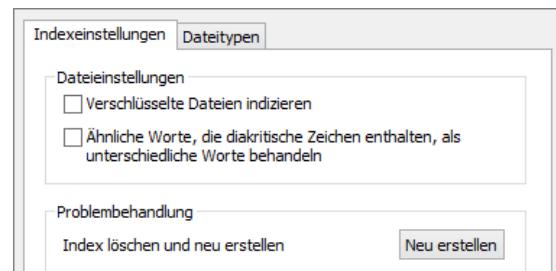 Indexeinstellungen Dateitypen
Dateieinstellungen
Verschlüsselte Dateien indizieren
Ähnliche Worte, die diakritische Zeichen enthalten, als
unterschiedliche Worte behandeln
Problembehandlung
Index löschen und neu erstellen Neu erstellen